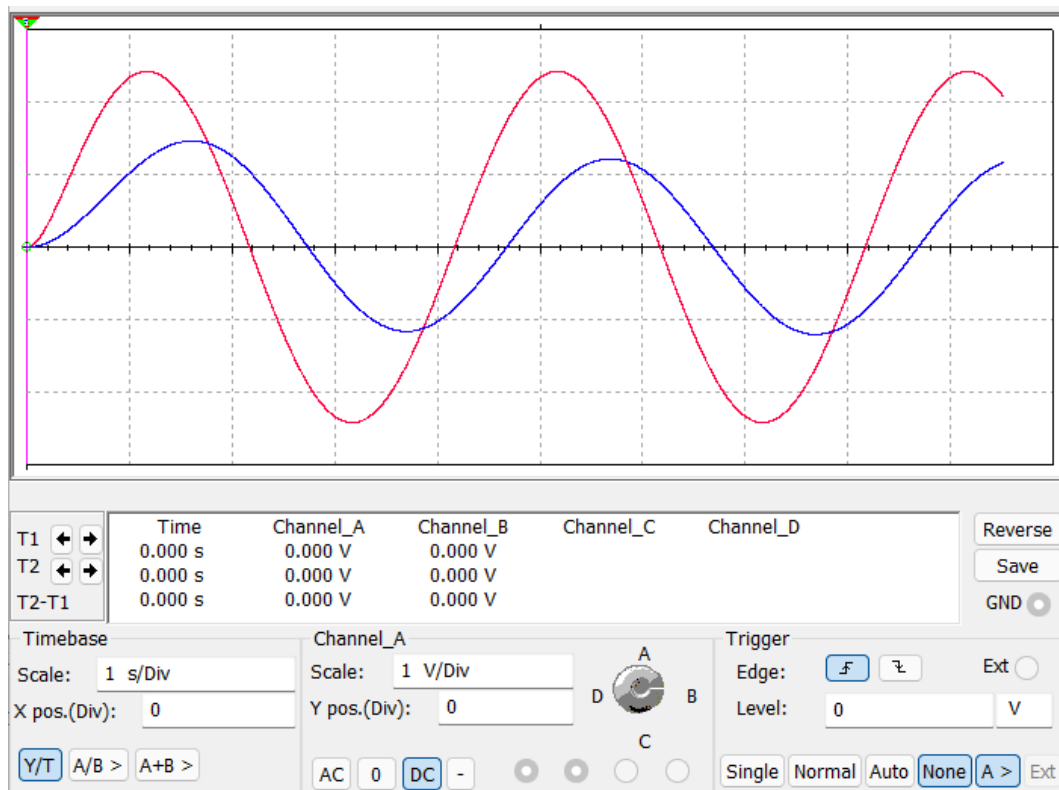 Time Channel_A Channel_B Channel_C Channel_D
T1 0.000 s 0.000 V 0.000 V
T2 0.000 s 0.000 V 0.000 V
T2-T1 0.000 s 0.000 V 0.000 V
Reverse
Save
GND
Timebase
Scale: 1 s/Div
X pos.(Div): 0
Y/T A/B > A+B >
Channel_A
Scale: 1 V/Div
Y pos.(Div): 0
AC 0 DC -
A
D B
C
Trigger
Edge: Ext
Level: 0 V
Single Normal Auto None A > Ext